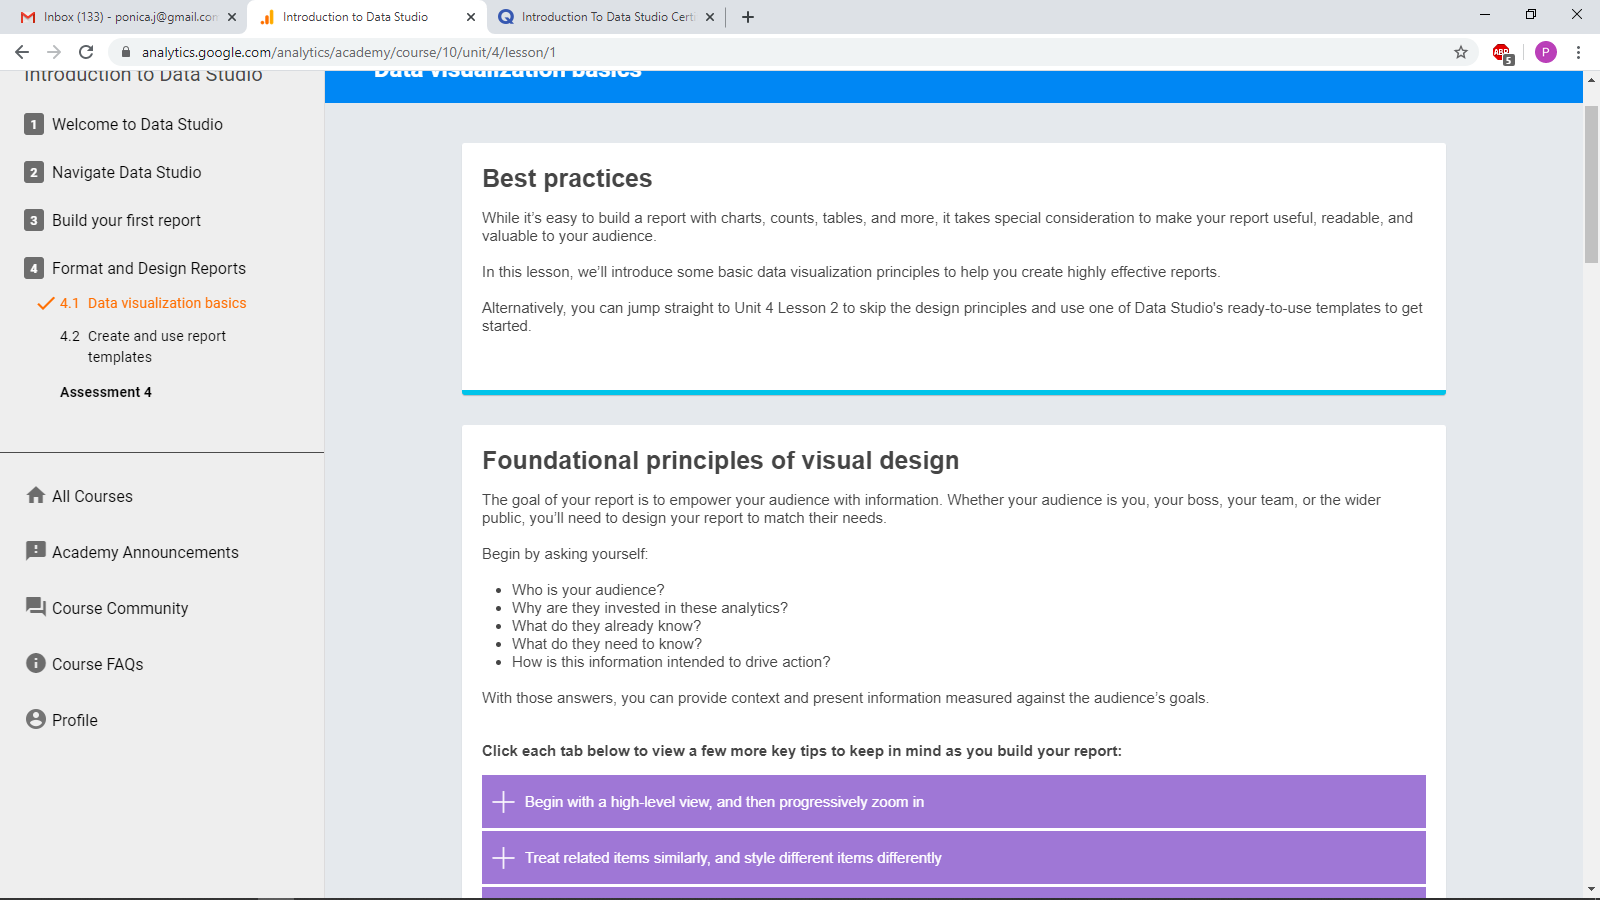 Inbox (133) - ponica.j@gmail.com
Introduction to Data Studio
Introduction To Data Studio Certi
analytics.google.com/analytics/academy/course/10/unit/4/lesson/1
ABP
5
P
Introduction to Data Studio
1 Welcome to Data Studio
2 Navigate Data Studio
3 Build your first report
4 Format and Design Reports
4.1 Data visualization basics
4.2 Create and use report
templates
Assessment 4
All Courses
Academy Announcements
Course Community
Course FAQs
Profile
Data visualization basics
Best practices
While it’s easy to build a report with charts, counts, tables, and more, it takes special consideration to make your report useful, readable, and
valuable to your audience.
In this lesson, we’ll introduce some basic data visualization principles to help you create highly effective reports.
Alternatively, you can jump straight to Unit 4 Lesson 2 to skip the design principles and use one of Data Studio's ready-to-use templates to get
started.
Foundational principles of visual design
The goal of your report is to empower your audience with information. Whether your audience is you, your boss, your team, or the wider
public, you’ll need to design your report to match their needs.
Begin by asking yourself:
• Who is your audience?
• Why are they invested in these analytics?
• What do they already know?
• What do they need to know?
• How is this information intended to drive action?
With those answers, you can provide context and present information measured against the audience’s goals.
Click each tab below to view a few more key tips to keep in mind as you build your report:
Begin with a high-level view, and then progressively zoom in
Treat related items similarly, and style different items differently